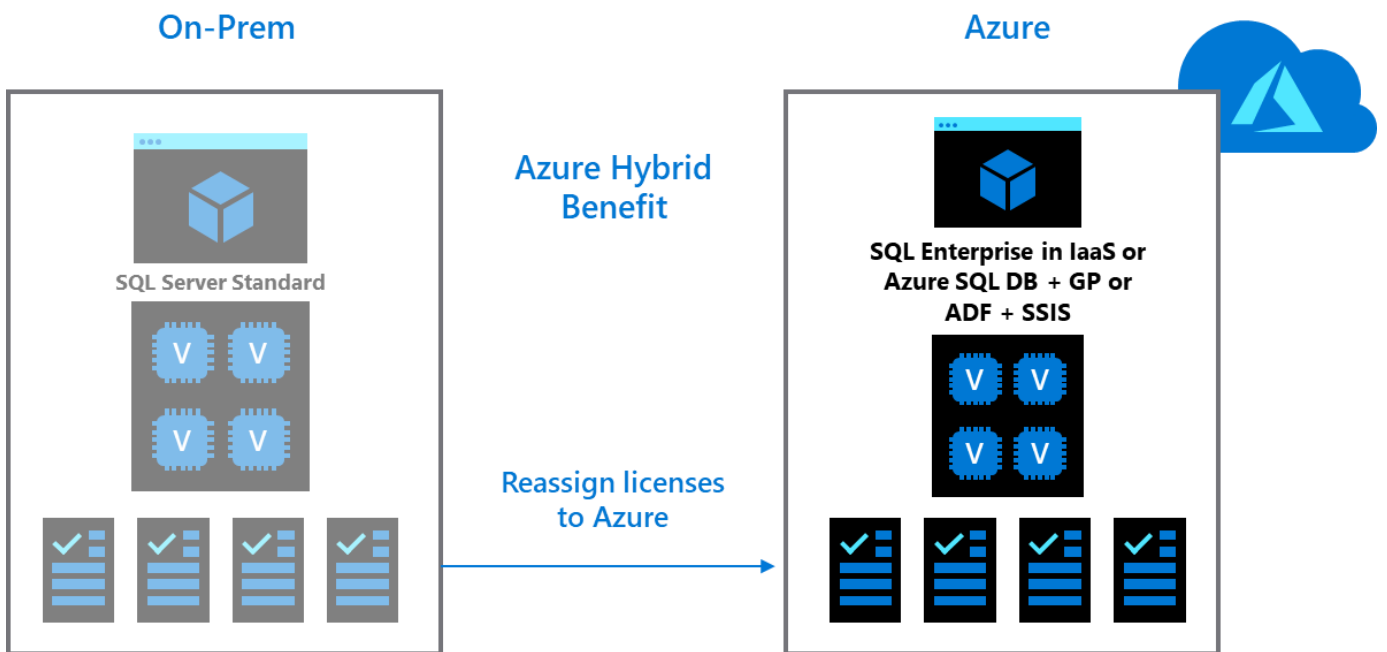 On-Prem
Azure
Azure Hybrid
Benefit
SQL Server Standard
V V
V V
Reassign licenses
to Azure
SQL Enterprise in IaaS or
Azure SQL DB + GP or
ADF + SSIS
V V
V V